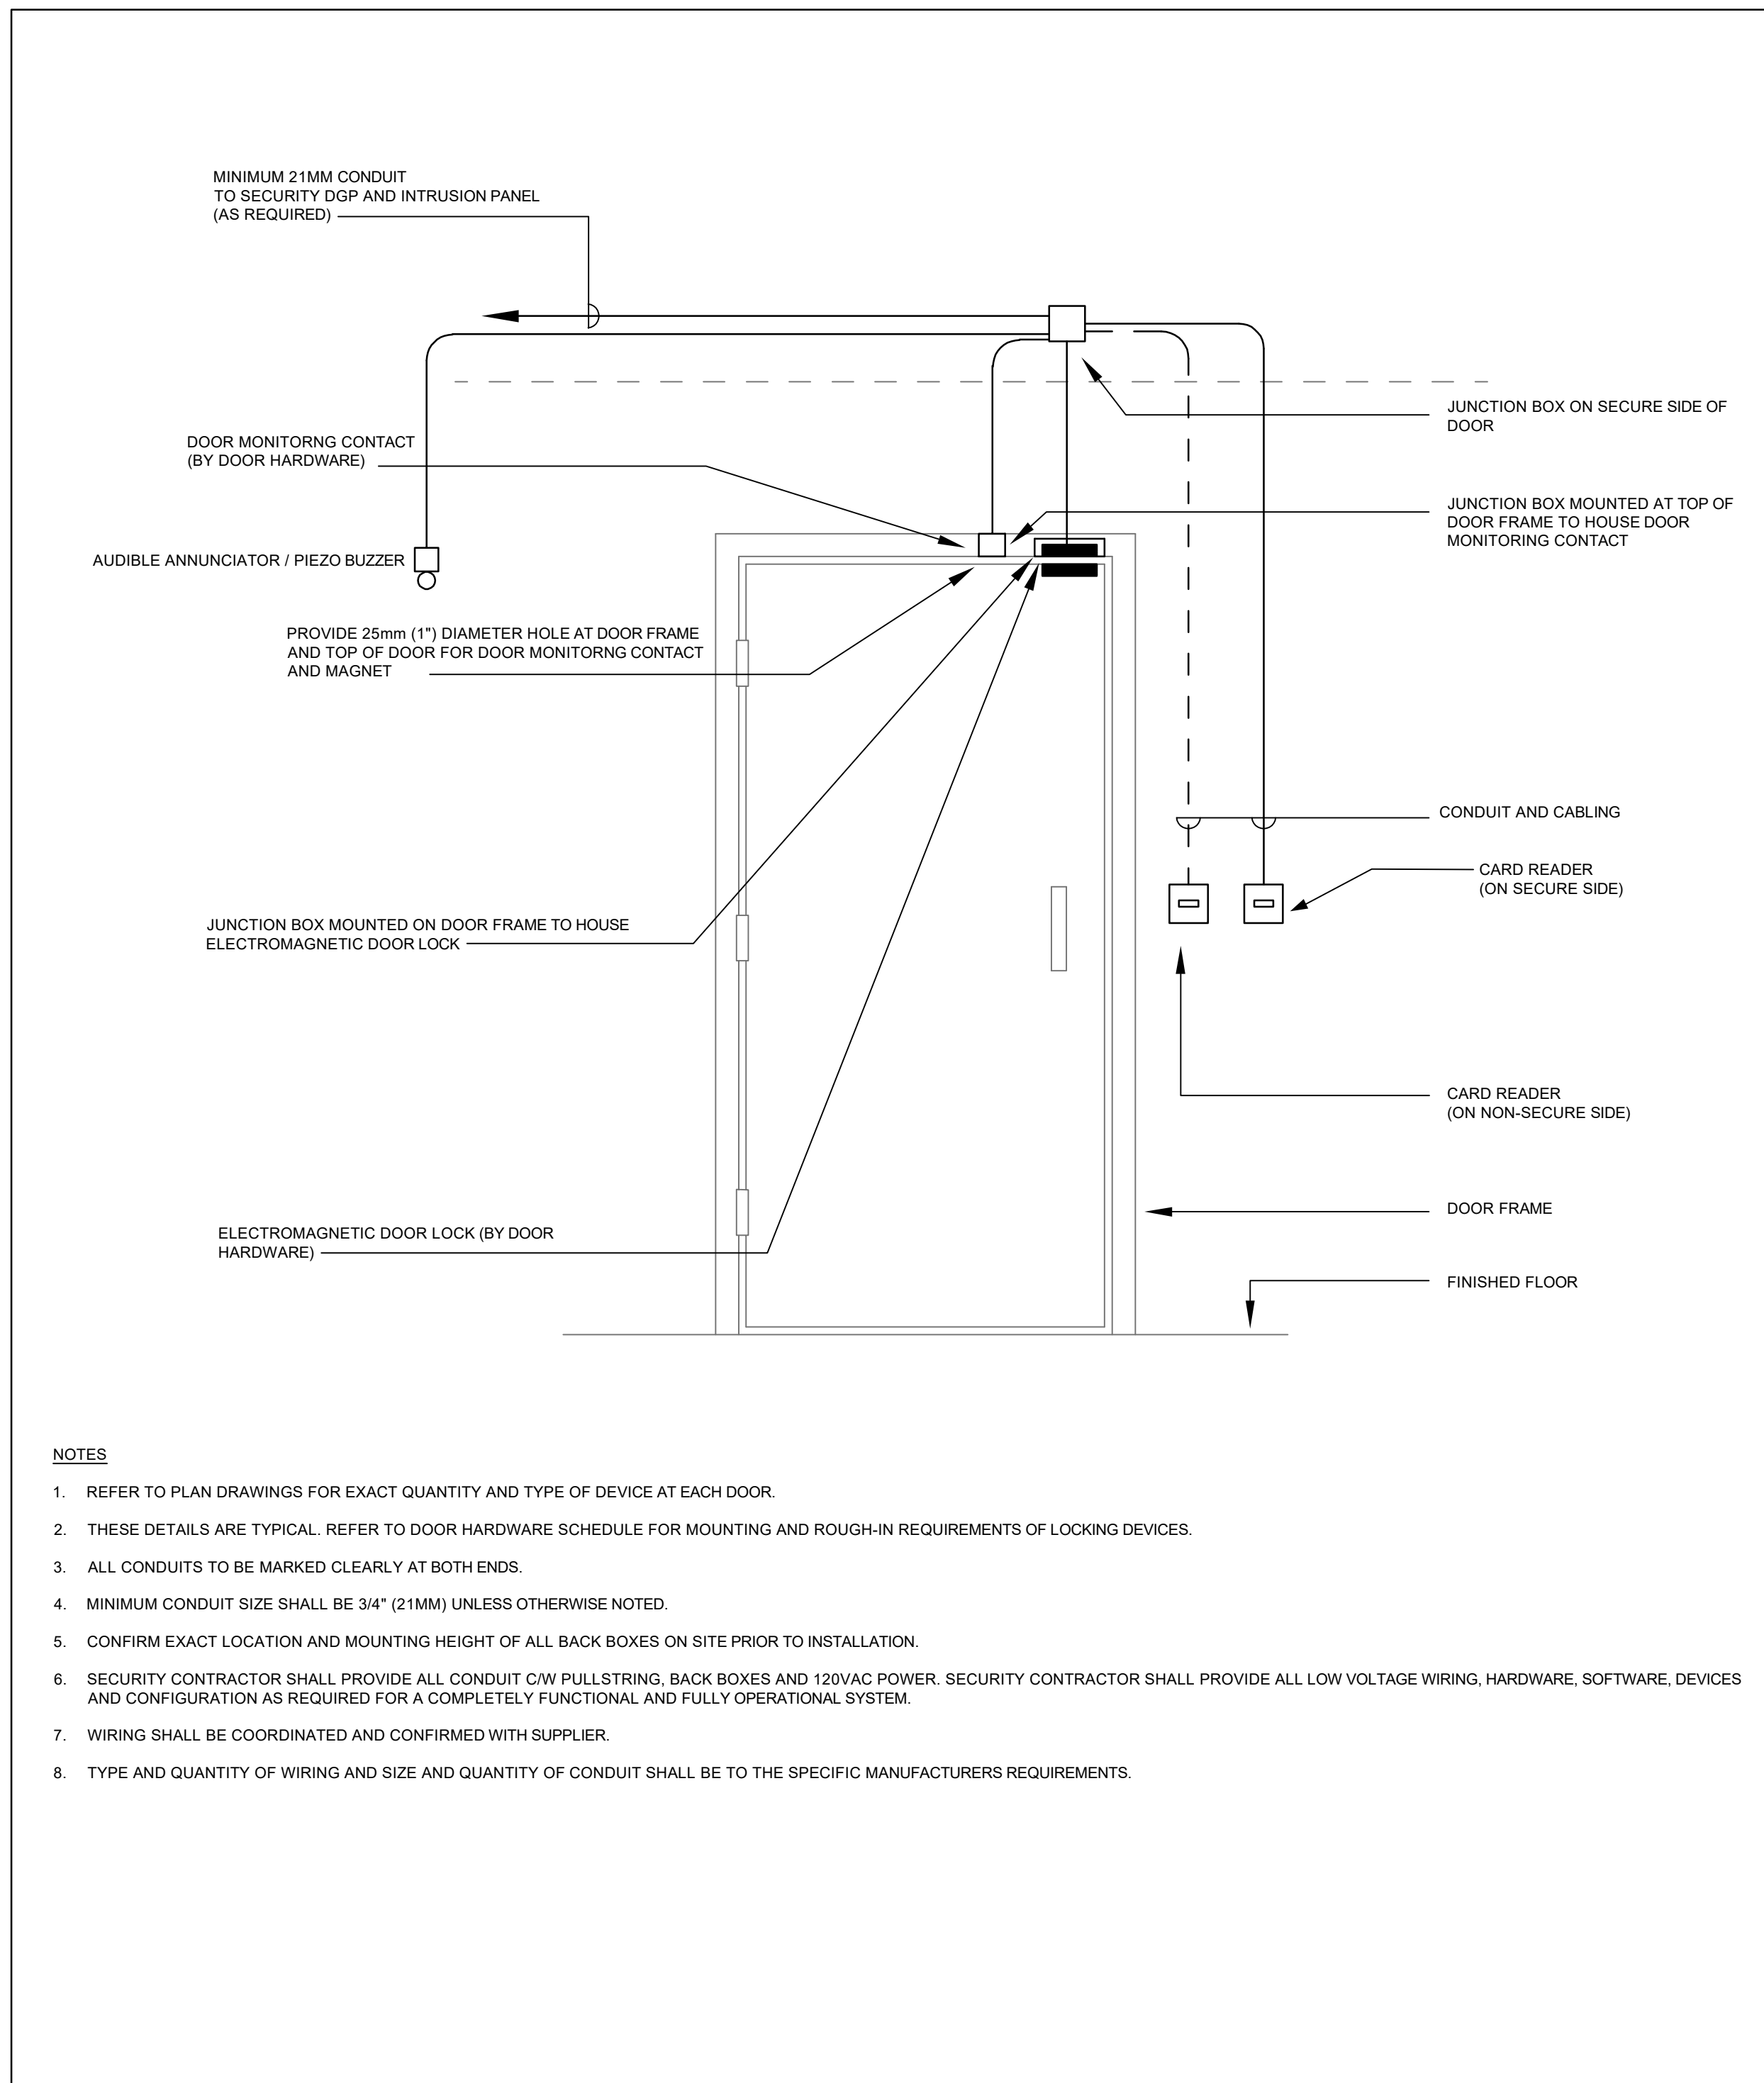 MINIMUM 21MM CONDUIT
TO SECURITY DGP AND INTRUSION PANEL
(AS REQUIRED)
JUNCTION BOX ON SECURE SIDE OF
DOOR
DOOR MONITORNG CONTACT
(BY DOOR HARDWARE)
JUNCTION BOX MOUNTED AT TOP OF
DOOR FRAME TO HOUSE DOOR
MONITORING CONTACT
AUDIBLE ANNUNCIATOR / PIEZO BUZZER
PROVIDE 25mm (1") DIAMETER HOLE AT DOOR FRAME
AND TOP OF DOOR FOR DOOR MONITORNG CONTACT
AND MAGNET
CONDUIT AND CABLING
CARD READER
(ON SECURE SIDE)
JUNCTION BOX MOUNTED ON DOOR FRAME TO HOUSE
ELECTROMAGNETIC DOOR LOCK
CARD READER
(ON NON-SECURE SIDE)
DOOR FRAME
ELECTROMAGNETIC DOOR LOCK (BY DOOR
HARDWARE)
FINISHED FLOOR
NOTES
1. REFER TO PLAN DRAWINGS FOR EXACT QUANTITY AND TYPE OF DEVICE AT EACH DOOR.
2. THESE DETAILS ARE TYPICAL. REFER TO DOOR HARDWARE SCHEDULE FOR MOUNTING AND ROUGH-IN REQUIREMENTS OF LOCKING DEVICES.
3. ALL CONDUITS TO BE MARKED CLEARLY AT BOTH ENDS.
4. MINIMUM CONDUIT SIZE SHALL BE 3/4" (21MM) UNLESS OTHERWISE NOTED.
5. CONFIRM EXACT LOCATION AND MOUNTING HEIGHT OF ALL BACK BOXES ON SITE PRIOR TO INSTALLATION.
6. SECURITY CONTRACTOR SHALL PROVIDE ALL CONDUIT C/W PULLSTRING, BACK BOXES AND 120VAC POWER. SECURITY CONTRACTOR SHALL PROVIDE ALL LOW VOLTAGE WIRING, HARDWARE, SOFTWARE, DEVICES
AND CONFIGURATION AS REQUIRED FOR A COMPLETELY FUNCTIONAL AND FULLY OPERATIONAL SYSTEM.
7. WIRING SHALL BE COORDINATED AND CONFIRMED WITH SUPPLIER.
8. TYPE AND QUANTITY OF WIRING AND SIZE AND QUANTITY OF CONDUIT SHALL BE TO THE SPECIFIC MANUFACTURERS REQUIREMENTS.